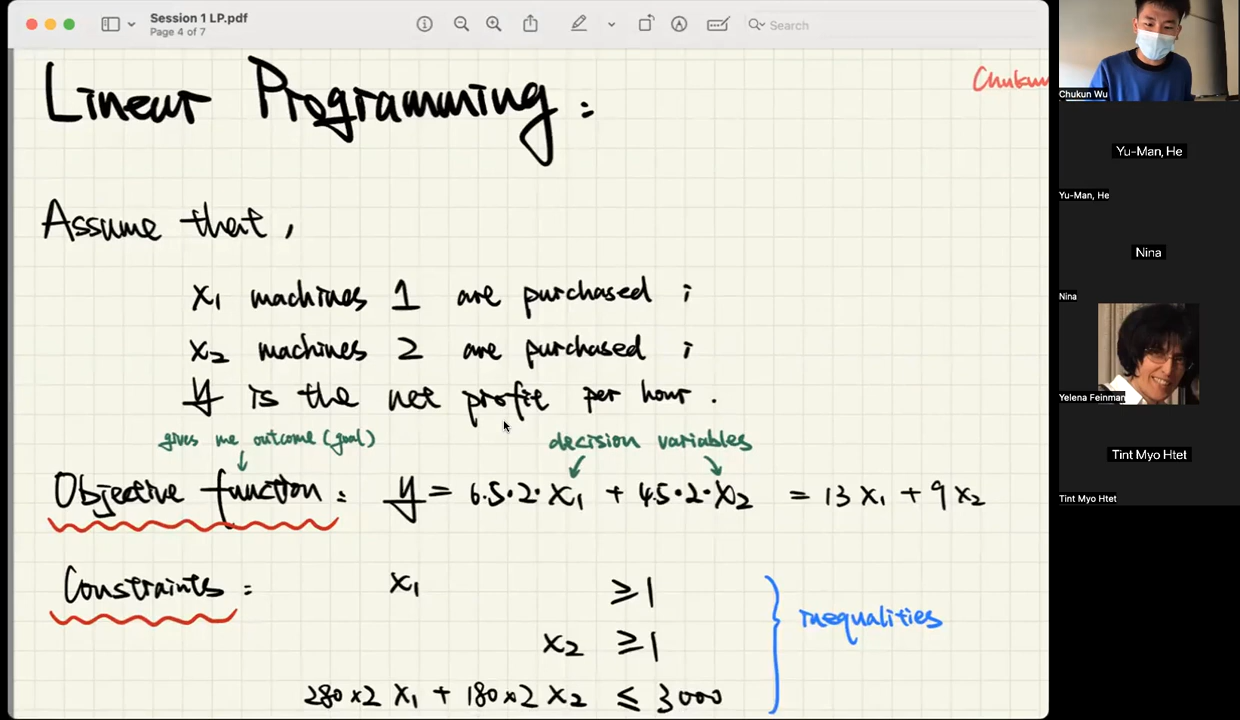 Session 1 LP.pdf
Page 4 of 7
Search
Linear Programming:
Chukun
Assume that,
x₁ machines 1 are purchased ;
x₂ machines 2 are purchased ;
y is the net profit per hour.
gives me outcome (goal)
decision variables
Objective function: y = 6.5·2·x₁ + 4.5·2·x₂ = 13x₁ + 9x₂
Constraints: x₁ ≥ 1
x₂ ≥ 1
inequalities
280×2 x₁ + 180×2 x₂ ≤ 3000
Chukun Wu
Yu-Man, He
Yu-Man, He
Nina
Nina
Yelena Feinman
Tint Myo Htet
Tint Myo Htet